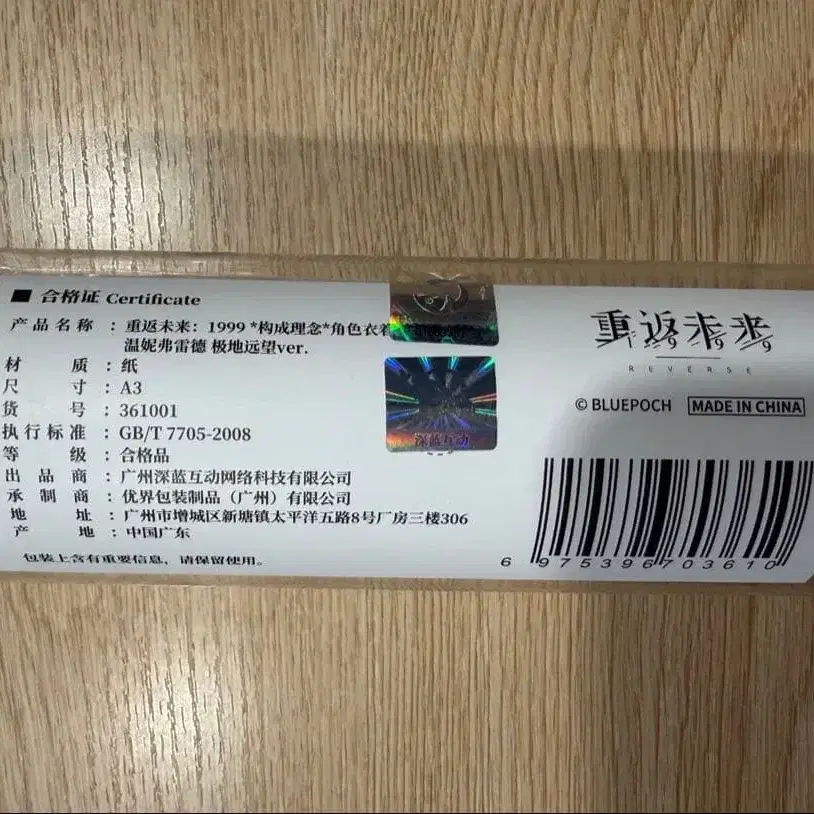 合格证 Certificate
产品名称：重返未来：1999 *构成理念*角色衣着
温妮弗雷德 极地远望ver.
材质：纸
尺寸：A3
货号：361001
执行标准：GB/T 7705-2008
等级：合格品
出品商：广州深蓝互动网络科技有限公司
承制商：优界包装制品（广州）有限公司
地址：广州市增城区新塘镇太平洋五路8号厂房三楼306
产地：中国广东
包装上含有重要信息，请保留使用。
深蓝互动
重返未来
1999
REVERSE
© BLUEPOCH
MADE IN CHINA
6 975396 703610